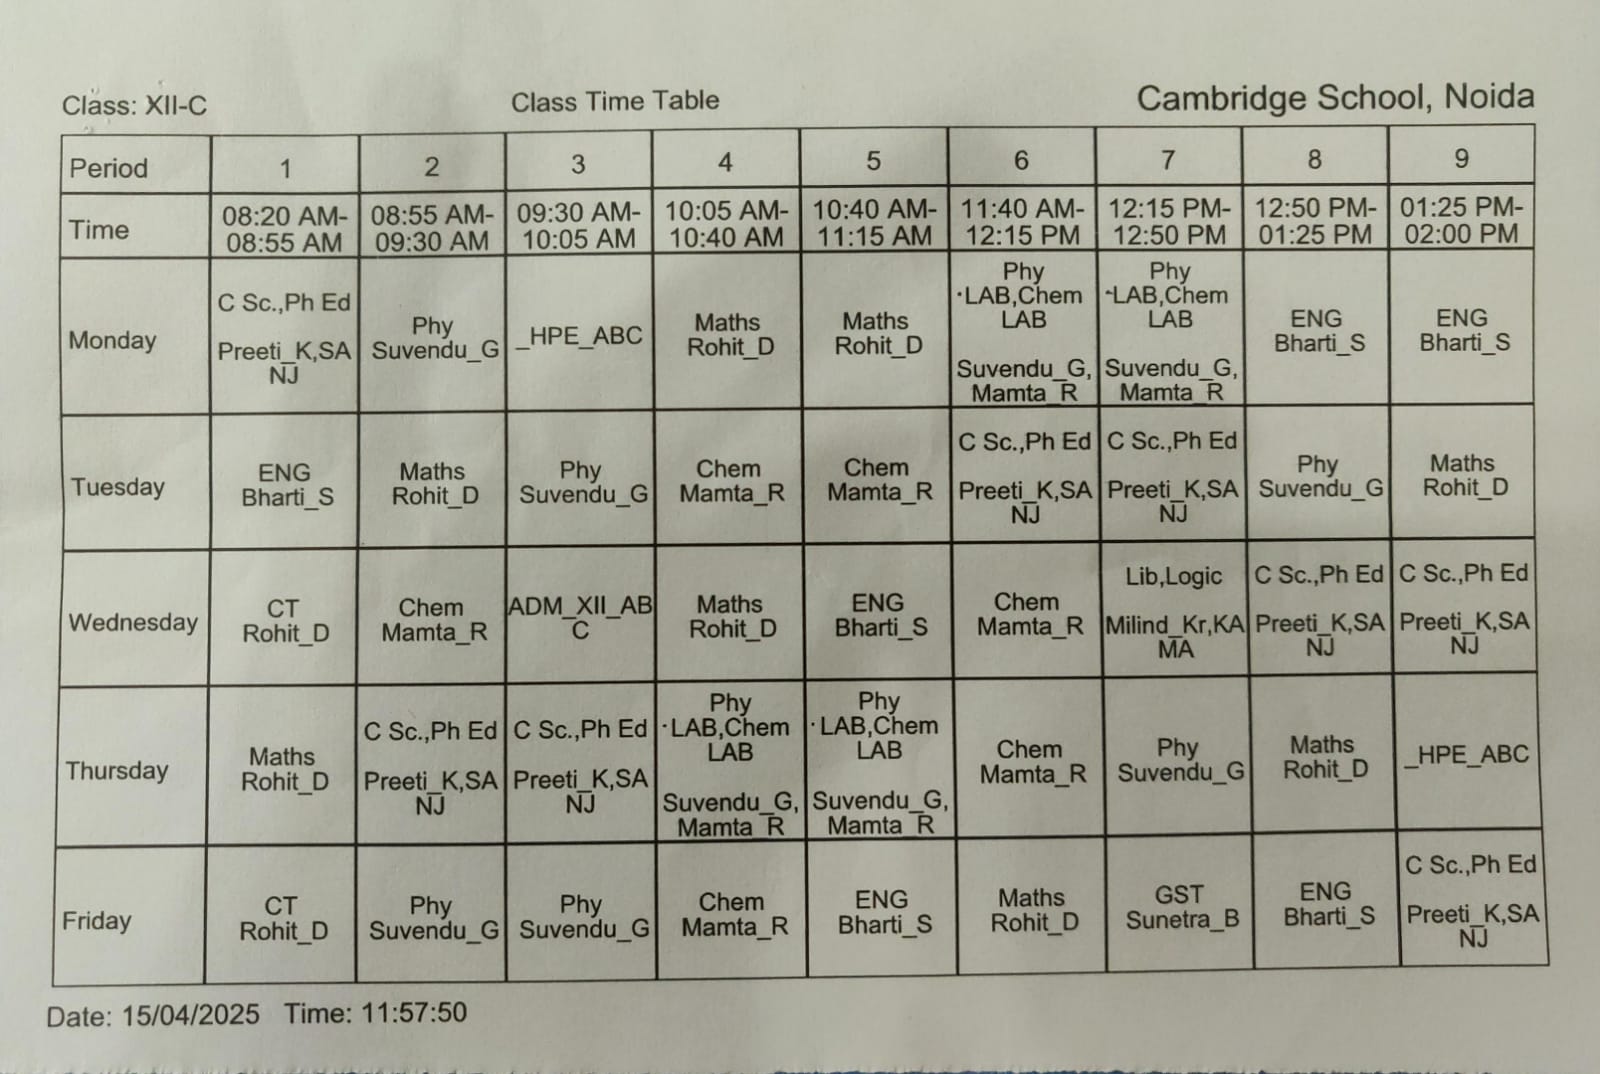 Class: XII-C Class Time Table Cambridge School, Noida
Period 1 2 3 4 5 6 7 8 9
Time 08:20 AM- 08:55 AM- 09:30 AM- 10:05 AM- 10:40 AM- 11:40 AM- 12:15 PM- 12:50 PM- 01:25 PM-
08:55 AM 09:30 AM 10:05 AM 10:40 AM 11:15 AM 12:15 PM 12:50 PM 01:25 PM 02:00 PM
Monday
C Sc.,Ph Ed
Preeti_K,SA
NJ
Phy
Suvendu_G
_HPE_ABC
Maths
Rohit_D
Maths
Rohit_D
Phy
LAB,Chem
LAB
Suvendu_G,
Mamta_R
Phy
LAB,Chem
LAB
Suvendu_G,
Mamta_R
ENG
Bharti_S
ENG
Bharti_S
Tuesday
ENG
Bharti_S
Maths
Rohit_D
Phy
Suvendu_G
Chem
Mamta_R
Chem
Mamta_R
C Sc.,Ph Ed
Preeti_K,SA
NJ
C Sc.,Ph Ed
Preeti_K,SA
NJ
Phy
Suvendu_G
Maths
Rohit_D
Wednesday
CT
Rohit_D
Chem
Mamta_R
ADM_XII_AB
C
Maths
Rohit_D
ENG
Bharti_S
Chem
Mamta_R
Lib,Logic
Milind_Kr,KA
MA
C Sc.,Ph Ed
Preeti_K,SA
NJ
C Sc.,Ph Ed
Preeti_K,SA
NJ
Thursday
Maths
Rohit_D
C Sc.,Ph Ed
Preeti_K,SA
NJ
C Sc.,Ph Ed
Preeti_K,SA
NJ
Phy
LAB,Chem
LAB
Suvendu_G,
Mamta_R
Phy
LAB,Chem
LAB
Suvendu_G,
Mamta_R
Chem
Mamta_R
Phy
Suvendu_G
Maths
Rohit_D
_HPE_ABC
Friday
CT
Rohit_D
Phy
Suvendu_G
Phy
Suvendu_G
Chem
Mamta_R
ENG
Bharti_S
Maths
Rohit_D
GST
Sunetra_B
ENG
Bharti_S
C Sc.,Ph Ed
Preeti_K,SA
NJ
Date: 15/04/2025 Time: 11:57:50